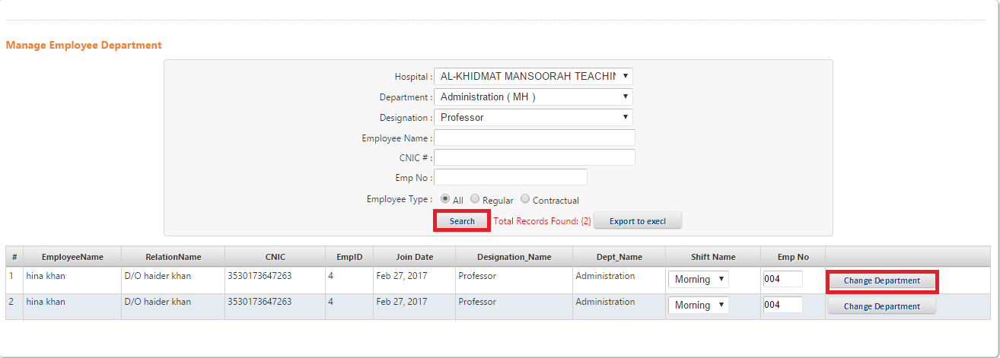 Manage Employee Department
Hospital : AL-KHIDMAT MANSOORAH TEACHIN
Department : Administration ( MH )
Designation : Professor
Employee Name :
CNIC # :
Emp No :
Employee Type : All Regular Contractual
Search Total Records Found: {2} Export to execl
# EmployeeName RelationName CNIC EmpID Join Date Designation_Name Dept_Name Shift Name Emp No
1 hina khan D/O haider khan 3530173647263 4 Feb 27, 2017 Professor Administration Morning 004 Change Department
2 hina khan D/O haider khan 3530173647263 4 Feb 27, 2017 Professor Administration Morning 004 Change Department